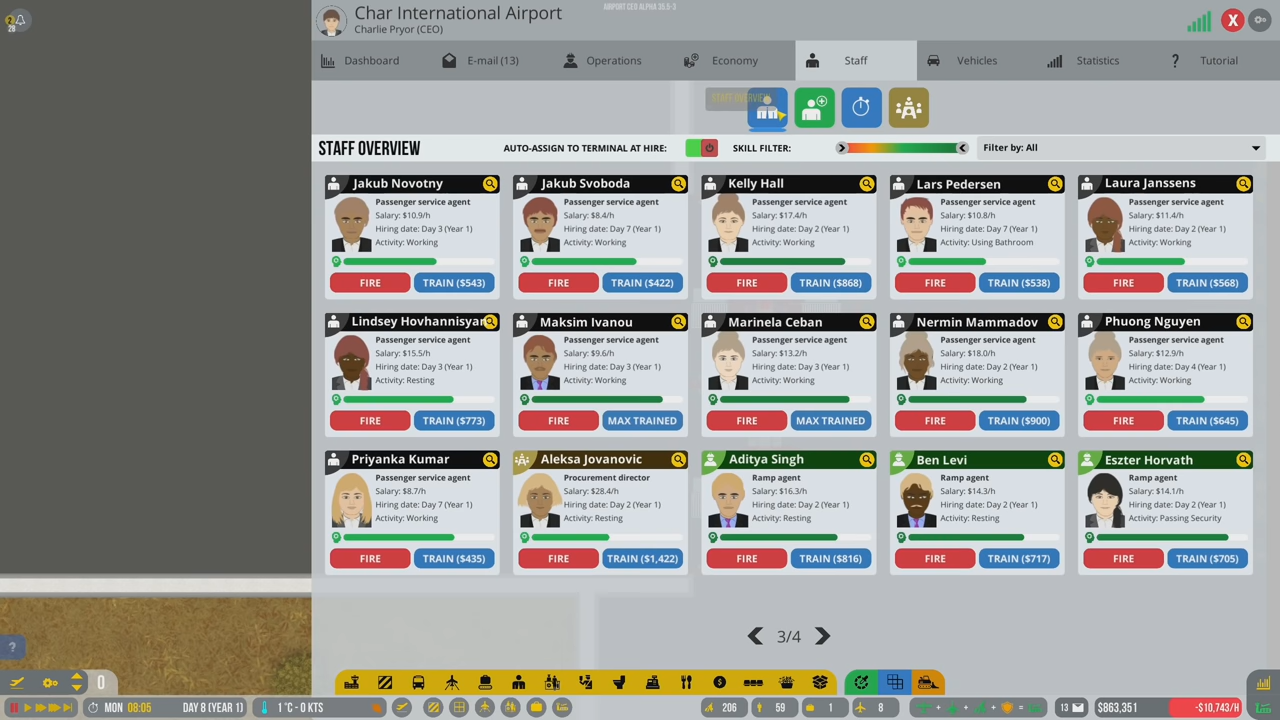 AIRPORT CEO ALPHA 35.5-3
2
28
Char International Airport
Charlie Pryor (CEO)
X
Dashboard
E-mail (13)
Operations
Economy
Staff
Vehicles
Statistics
? Tutorial
STAFF OVERVIEW
STAFF OVERVIEW
AUTO-ASSIGN TO TERMINAL AT HIRE:
SKILL FILTER:
Filter by: All
Jakub Novotny
Passenger service agent
Salary: $10.9/h
Hiring date: Day 3 (Year 1)
Activity: Working
FIRE
TRAIN ($543)
Jakub Svoboda
Passenger service agent
Salary: $8.4/h
Hiring date: Day 7 (Year 1)
Activity: Working
FIRE
TRAIN ($422)
Kelly Hall
Passenger service agent
Salary: $17.4/h
Hiring date: Day 2 (Year 1)
Activity: Working
FIRE
TRAIN ($868)
Lars Pedersen
Passenger service agent
Salary: $10.8/h
Hiring date: Day 7 (Year 1)
Activity: Using Bathroom
FIRE
TRAIN ($538)
Laura Janssens
Passenger service agent
Salary: $11.4/h
Hiring date: Day 2 (Year 1)
Activity: Working
FIRE
TRAIN ($568)
Lindsey Hovhannisyan
Passenger service agent
Salary: $15.5/h
Hiring date: Day 3 (Year 1)
Activity: Resting
FIRE
TRAIN ($773)
Maksim Ivanou
Passenger service agent
Salary: $9.6/h
Hiring date: Day 3 (Year 1)
Activity: Working
FIRE
MAX TRAINED
Marinela Ceban
Passenger service agent
Salary: $13.2/h
Hiring date: Day 3 (Year 1)
Activity: Working
FIRE
MAX TRAINED
Nermin Mammadov
Passenger service agent
Salary: $18.0/h
Hiring date: Day 2 (Year 1)
Activity: Working
FIRE
TRAIN ($900)
Phuong Nguyen
Passenger service agent
Salary: $12.9/h
Hiring date: Day 4 (Year 1)
Activity: Working
FIRE
TRAIN ($645)
Priyanka Kumar
Passenger service agent
Salary: $8.7/h
Hiring date: Day 7 (Year 1)
Activity: Working
FIRE
TRAIN ($435)
Aleksa Jovanovic
Procurement director
Salary: $28.4/h
Hiring date: Day 2 (Year 1)
Activity: Resting
FIRE
TRAIN ($1,422)
Aditya Singh
Ramp agent
Salary: $16.3/h
Hiring date: Day 2 (Year 1)
Activity: Resting
FIRE
TRAIN ($816)
Ben Levi
Ramp agent
Salary: $14.3/h
Hiring date: Day 2 (Year 1)
Activity: Resting
FIRE
TRAIN ($717)
Eszter Horvath
Ramp agent
Salary: $14.1/h
Hiring date: Day 2 (Year 1)
Activity: Passing Security
FIRE
TRAIN ($705)
3/4
?
0
MON 08:05
DAY 8 (YEAR 1)
1 °C - 0 KTS
206
59
1
8
13
$863,351
-$10,743/H